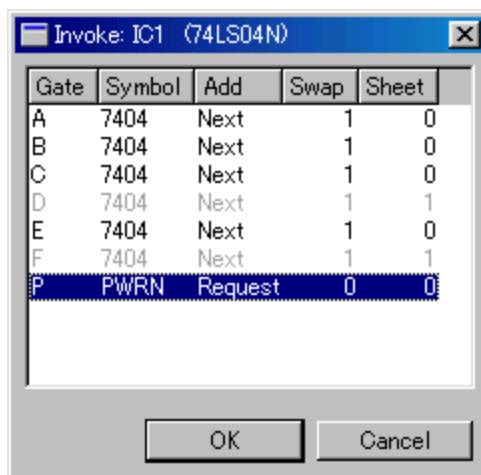 Invoke: IC1 (74LS04N)
Gate Symbol Add Swap Sheet
A 7404 Next 1 0
B 7404 Next 1 0
C 7404 Next 1 0
D 7404 Next 1 1
E 7404 Next 1 0
F 7404 Next 1 1
P PWRN Request 0 0
OK Cancel